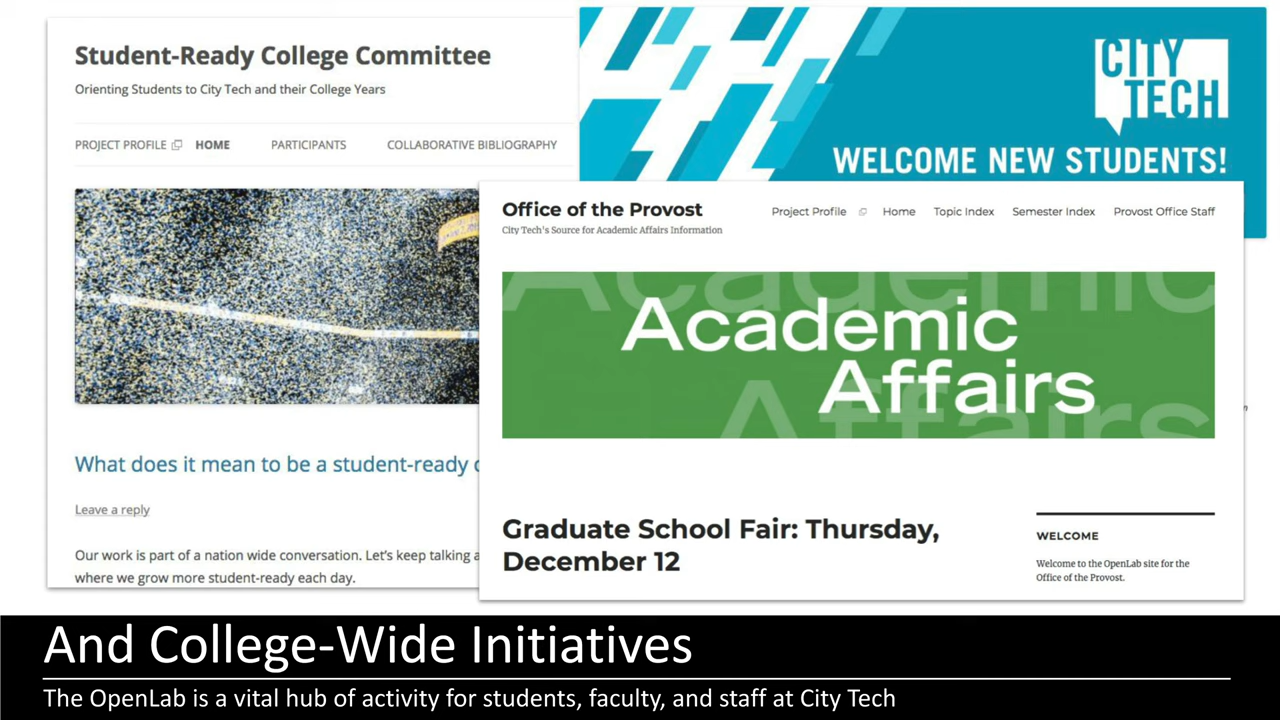 Student-Ready College Committee
Orienting Students to City Tech and their College Years
PROJECT PROFILE HOME PARTICIPANTS COLLABORATIVE BIBLIOGRAPHY
What does it mean to be a student-ready
Leave a reply
Our work is part of a nation wide conversation. Let's keep talking
where we grow more student-ready each day.
CITY
TECH
WELCOME NEW STUDENTS!
Office of the Provost
City Tech's Source for Academic Affairs Information
Project Profile Home Topic Index Semester Index Provost Office Staff
Academic
Academic
Affairs
Affairs
Graduate School Fair: Thursday,
December 12
WELCOME
Welcome to the OpenLab site for the
Office of the Provost.
And College-Wide Initiatives
The OpenLab is a vital hub of activity for students, faculty, and staff at City Tech